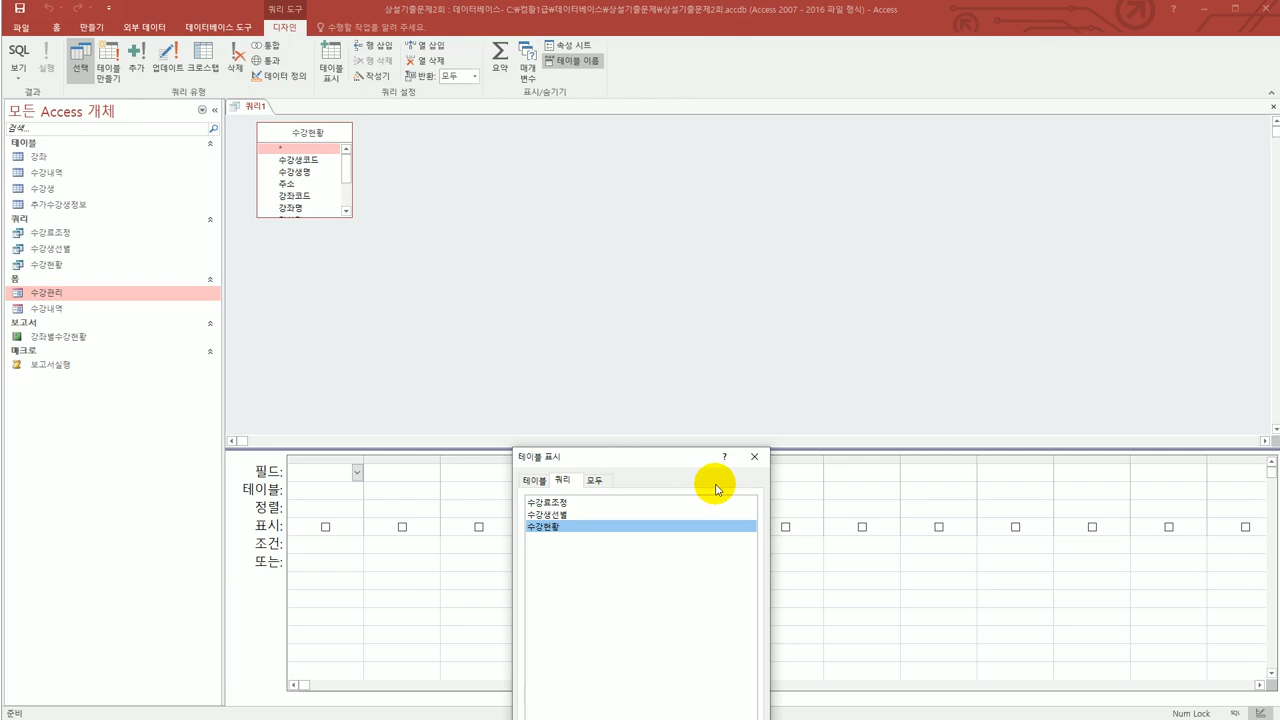 쿼리 도구
상설기출문제2회 : 데이터베이스- C:₩컴활1급₩데이터베이스₩상설기출문제₩상설기출문제2회.accdb (Access 2007 - 2016 파일 형식) - Access
파일 홈 만들기 외부 데이터 데이터베이스 도구 디자인 수행할 작업을 알려 주세요.
SQL
보기
실행
선택
테이블
만들기
추가
업데이트
크로스탭
삭제
통합
통과
데이터 정의
테이블
표시
행 삽입
행 삭제
작성기
열 삽입
열 삭제
반환: 모두
요약
매개
변수
속성 시트
테이블 이름
결과
쿼리 유형
쿼리 설정
표시/숨기기
모든 Access 개체
검색...
테이블
강좌
수강내역
수강생
추가수강생정보
쿼리
수강료조정
수강생선별
수강현황
폼
수강관리
수강내역
보고서
강좌별수강현황
매크로
보고서실행
쿼리1
수강현황
*
수강생코드
수강생명
주소
강좌코드
강좌명
필드:
테이블:
정렬:
표시:
조건:
또는:
테이블 표시
테이블 쿼리 모두
수강료조정
수강생선별
수강현황
준비
Num Lock
SQL